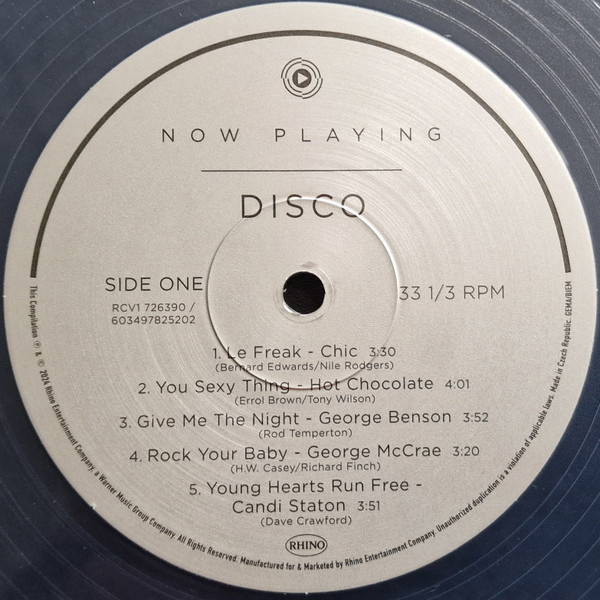 NOW PLAYING
DISCO
SIDE ONE
33 1/3 RPM
RCV1 726390 /
603497825202
1. Le Freak - Chic 3:30
(Bernard Edwards/Nile Rodgers)
2. You Sexy Thing - Hot Chocolate 4:01
(Errol Brown/Tony Wilson)
3. Give Me The Night - George Benson 3:52
(Rod Temperton)
4. Rock Your Baby - George McCrae 3:20
(H.W. Casey/Richard Finch)
5. Young Hearts Run Free -
Candi Staton 3:51
(Dave Crawford)
RHINO
This Compilation ℗ & © 2024 Rhino Entertainment Company, a Warner Music Group Company. All Rights Reserved. Manufactured for & Marketed by Rhino Entertainment Company. Unauthorized duplication is a violation of applicable laws. Made in Czech Republic. GEMA/BIEM